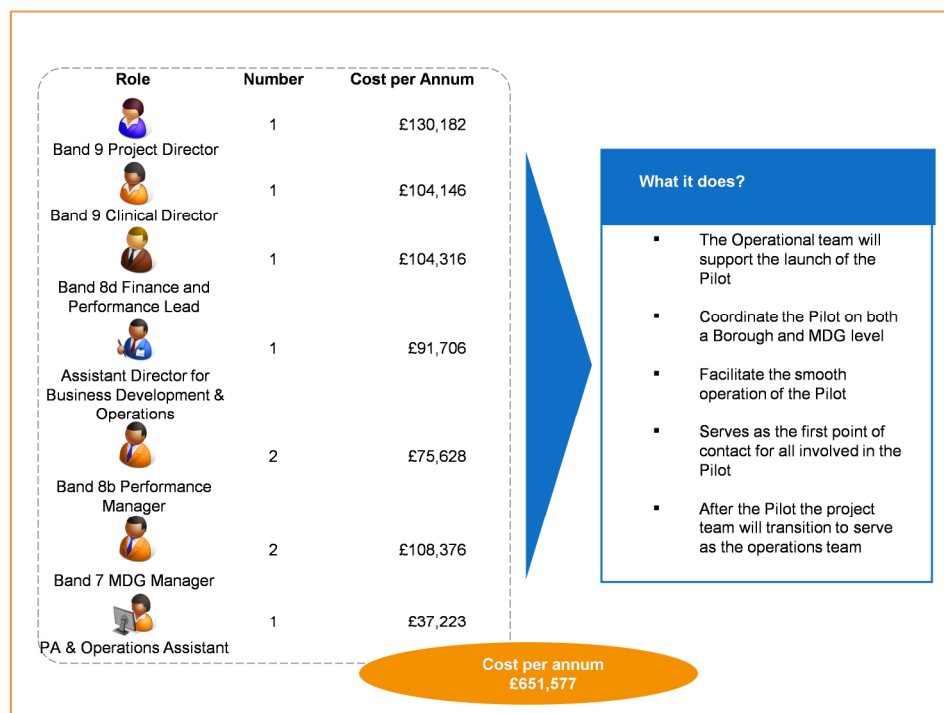 Role Number Cost per Annum
Band 9 Project Director 1 £130,182
Band 9 Clinical Director 1 £104,146
Band 8d Finance and
Performance Lead 1 £104,316
Assistant Director for
Business Development &
Operations 1 £91,706
Band 8b Performance
Manager 2 £75,628
Band 7 MDG Manager 2 £108,376
PA & Operations Assistant 1 £37,223
Cost per annum
£651,577
What it does?
▪ The Operational team will
support the launch of the
Pilot
▪ Coordinate the Pilot on both
a Borough and MDG level
▪ Facilitate the smooth
operation of the Pilot
▪ Serves as the first point of
contact for all involved in the
Pilot
▪ After the Pilot the project
team will transition to serve
as the operations team